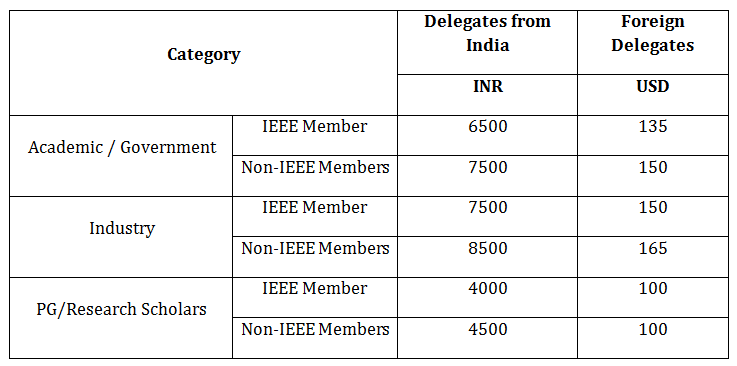 Category
Delegates from
India
Foreign
Delegates
INR
USD
Academic / Government
IEEE Member
6500
135
Non-IEEE Members
7500
150
Industry
IEEE Member
7500
150
Non-IEEE Members
8500
165
PG/Research Scholars
IEEE Member
4000
100
Non-IEEE Members
4500
100